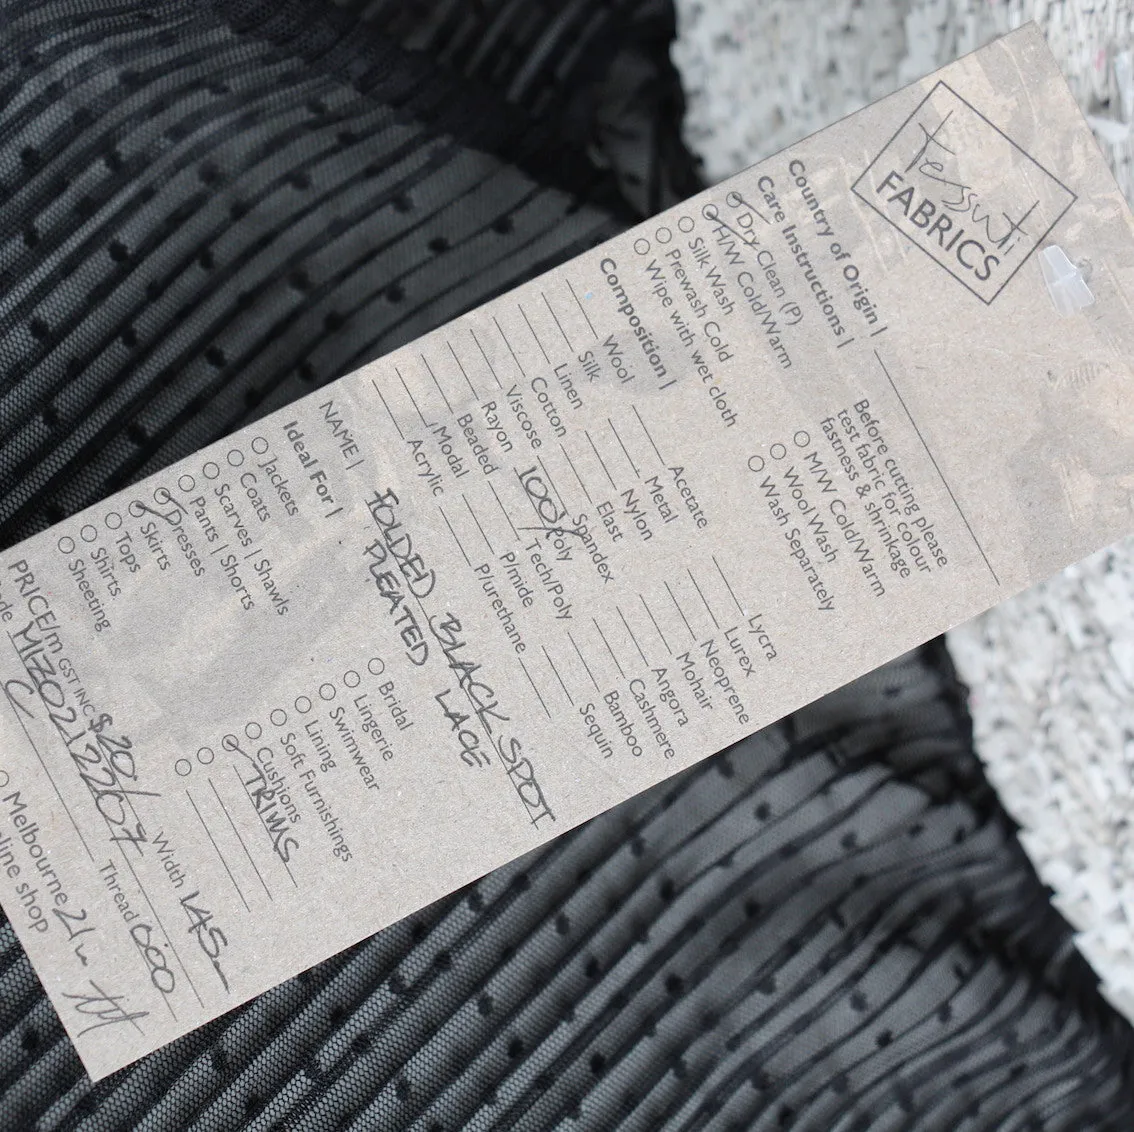 Tessuti
FABRICS
Country of Origin |
Care Instructions |
Dry Clean (P)
H/W Cold/Warm
Silk Wash
Prewash Cold
Wipe with wet cloth
Before cutting please
test fabric for colour
fastness & shrinkage
M/W Cold/Warm
Wool Wash
Wash Separately
Composition |
Wool
Silk
Linen
Cotton
Viscose
Rayon
Beaded
Modal
Acrylic
Acetate
Metal
Nylon
Elast
Spandex
100% Poly
Tech/Poly
P/mide
P/urethane
Lycra
Lurex
Neoprene
Mohair
Angora
Cashmere
Bamboo
Sequin
NAME | FOLDED BLACK SPOT
PLEATED LACE
Ideal For |
Jackets
Coats
Scarves | Shawls
Pants | Shorts
Dresses
Skirts
Tops
Shirts
Sheeting
Bridal
Lingerie
Swimwear
Lining
Soft Furnishings
Cushions
TRIMS
PRICE/m GST INC $20/ Width 145
de MIZ0212207 Thread
C
Melbourne
line shop